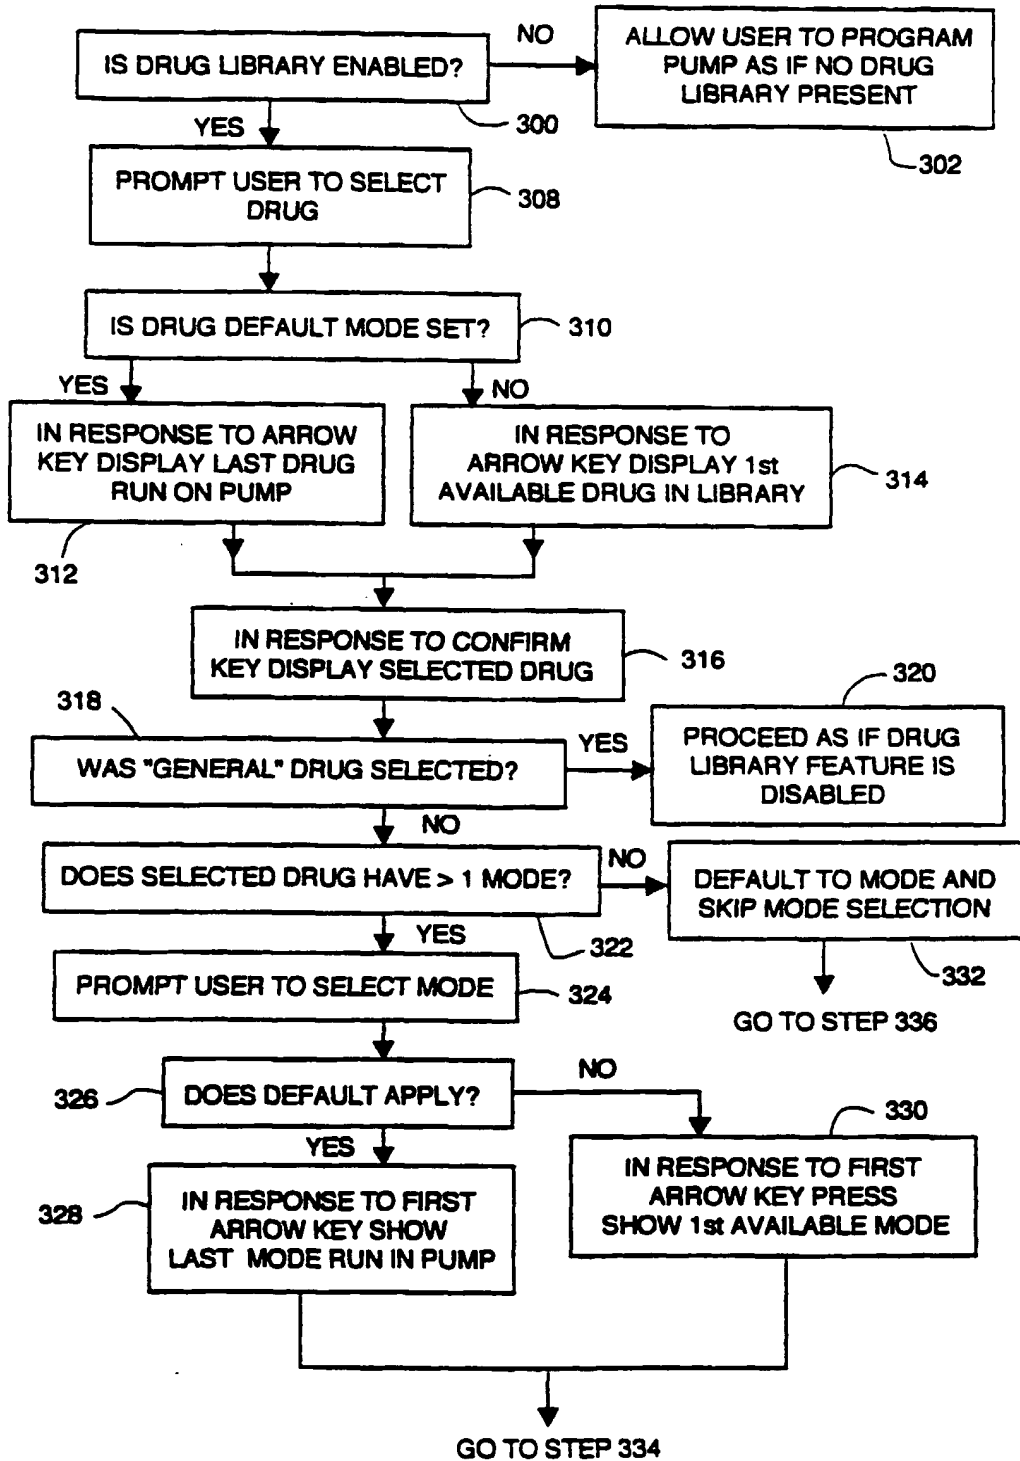 IS DRUG LIBRARY ENABLED?
NO
ALLOW USER TO PROGRAM
PUMP AS IF NO DRUG
LIBRARY PRESENT
300
302
YES
PROMPT USER TO SELECT
DRUG
308
IS DRUG DEFAULT MODE SET?
310
YES
NO
IN RESPONSE TO ARROW
KEY DISPLAY LAST DRUG
RUN ON PUMP
312
IN RESPONSE TO
ARROW KEY DISPLAY 1st
AVAILABLE DRUG IN LIBRARY
314
IN RESPONSE TO CONFIRM
KEY DISPLAY SELECTED DRUG
316
318
WAS "GENERAL" DRUG SELECTED?
YES
320
PROCEED AS IF DRUG
LIBRARY FEATURE IS
DISABLED
NO
DOES SELECTED DRUG HAVE > 1 MODE?
322
NO
DEFAULT TO MODE AND
SKIP MODE SELECTION
332
GO TO STEP 336
YES
PROMPT USER TO SELECT MODE
324
326
DOES DEFAULT APPLY?
NO
330
YES
328
IN RESPONSE TO FIRST
ARROW KEY SHOW
LAST MODE RUN IN PUMP
IN RESPONSE TO FIRST
ARROW KEY PRESS
SHOW 1st AVAILABLE MODE
GO TO STEP 334